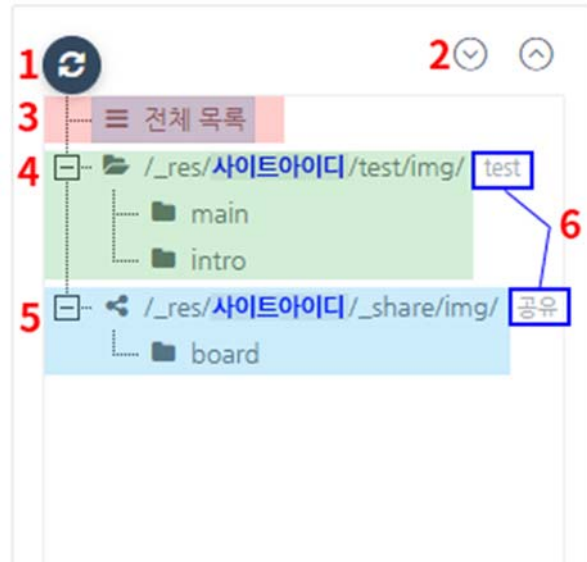 1 2
3 전체 목록
4 /_res/사이트아이디/test/img/ test
main
6
intro
5 /_res/사이트아이디/_share/img/ 공유
board